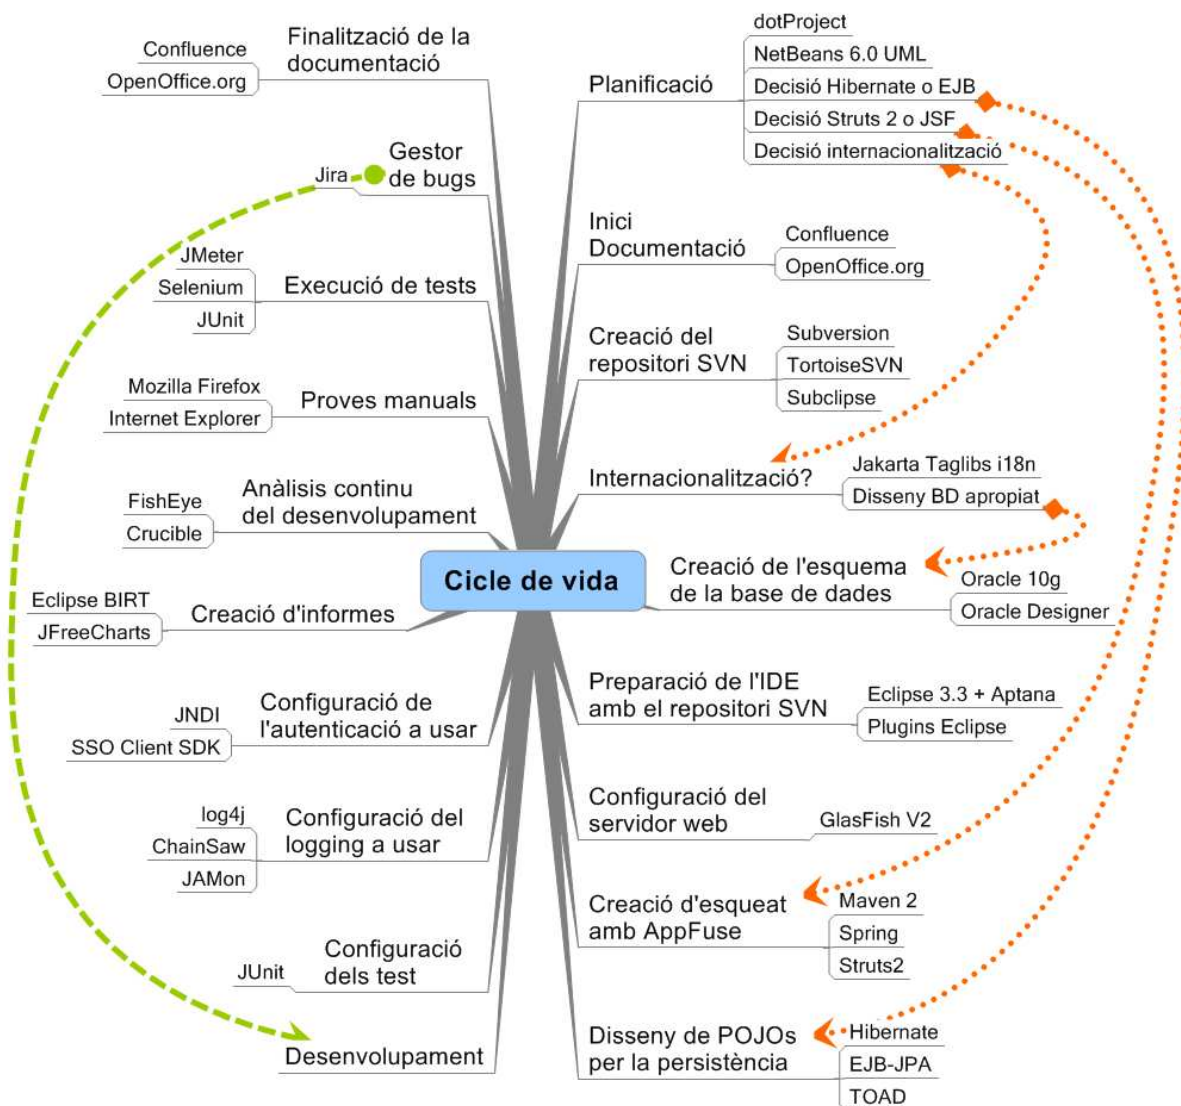 Cicle de vida
Planificació
dotProject
NetBeans 6.0 UML
Decisió Hibernate o EJB
Decisió Struts 2 o JSF
Decisió internacionalització
Inici
Documentació
Confluence
OpenOffice.org
Creació del
repositori SVN
Subversion
TortoiseSVN
Subclipse
Internacionalització?
Jakarta Taglibs i18n
Disseny BD apropiat
Creació de l'esquema
de la base de dades
Oracle 10g
Oracle Designer
Preparació de l'IDE
amb el repositori SVN
Eclipse 3.3 + Aptana
Plugins Eclipse
Configuració del
servidor web
GlasFish V2
Creació d'esqueat
amb AppFuse
Maven 2
Spring
Struts2
Disseny de POJOs
per la persistència
Hibernate
EJB-JPA
TOAD
Finalització de la
documentació
Confluence
OpenOffice.org
Gestor
de bugs
Jira
Execució de tests
JMeter
Selenium
JUnit
Proves manuals
Mozilla Firefox
Internet Explorer
Anàlisis continu
del desenvolupament
FishEye
Crucible
Creació d'informes
Eclipse BIRT
JFreeCharts
Configuració de
l'autenticació a usar
JNDI
SSO Client SDK
Configuració del
logging a usar
log4j
ChainSaw
JAMon
Configuració
dels test
JUnit
Desenvolupament